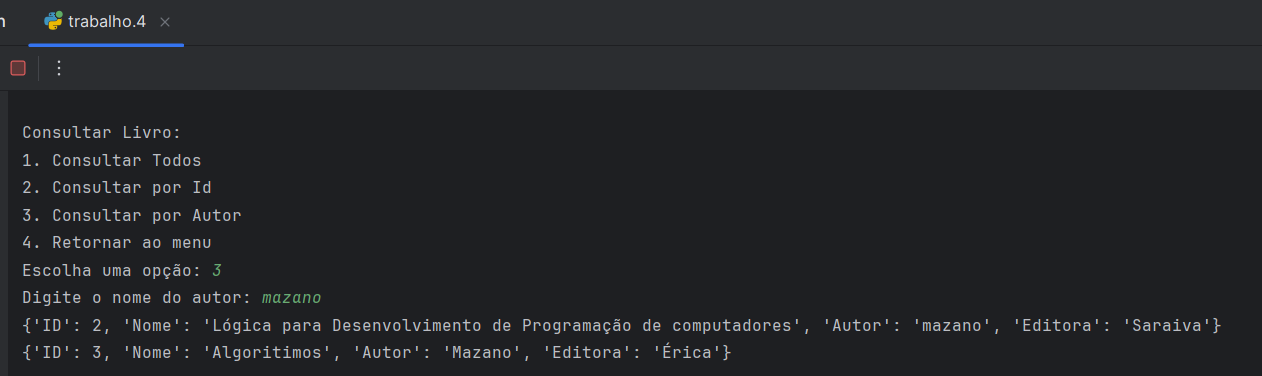 n
trabalho.4
Consultar Livro:
1. Consultar Todos
2. Consultar por Id
3. Consultar por Autor
4. Retornar ao menu
Escolha uma opção: 3
Digite o nome do autor: mazano
{'ID': 2, 'Nome': 'Lógica para Desenvolvimento de Programação de computadores', 'Autor': 'mazano', 'Editora': 'Saraiva'}
{'ID': 3, 'Nome': 'Algoritimos', 'Autor': 'Mazano', 'Editora': 'Érica'}